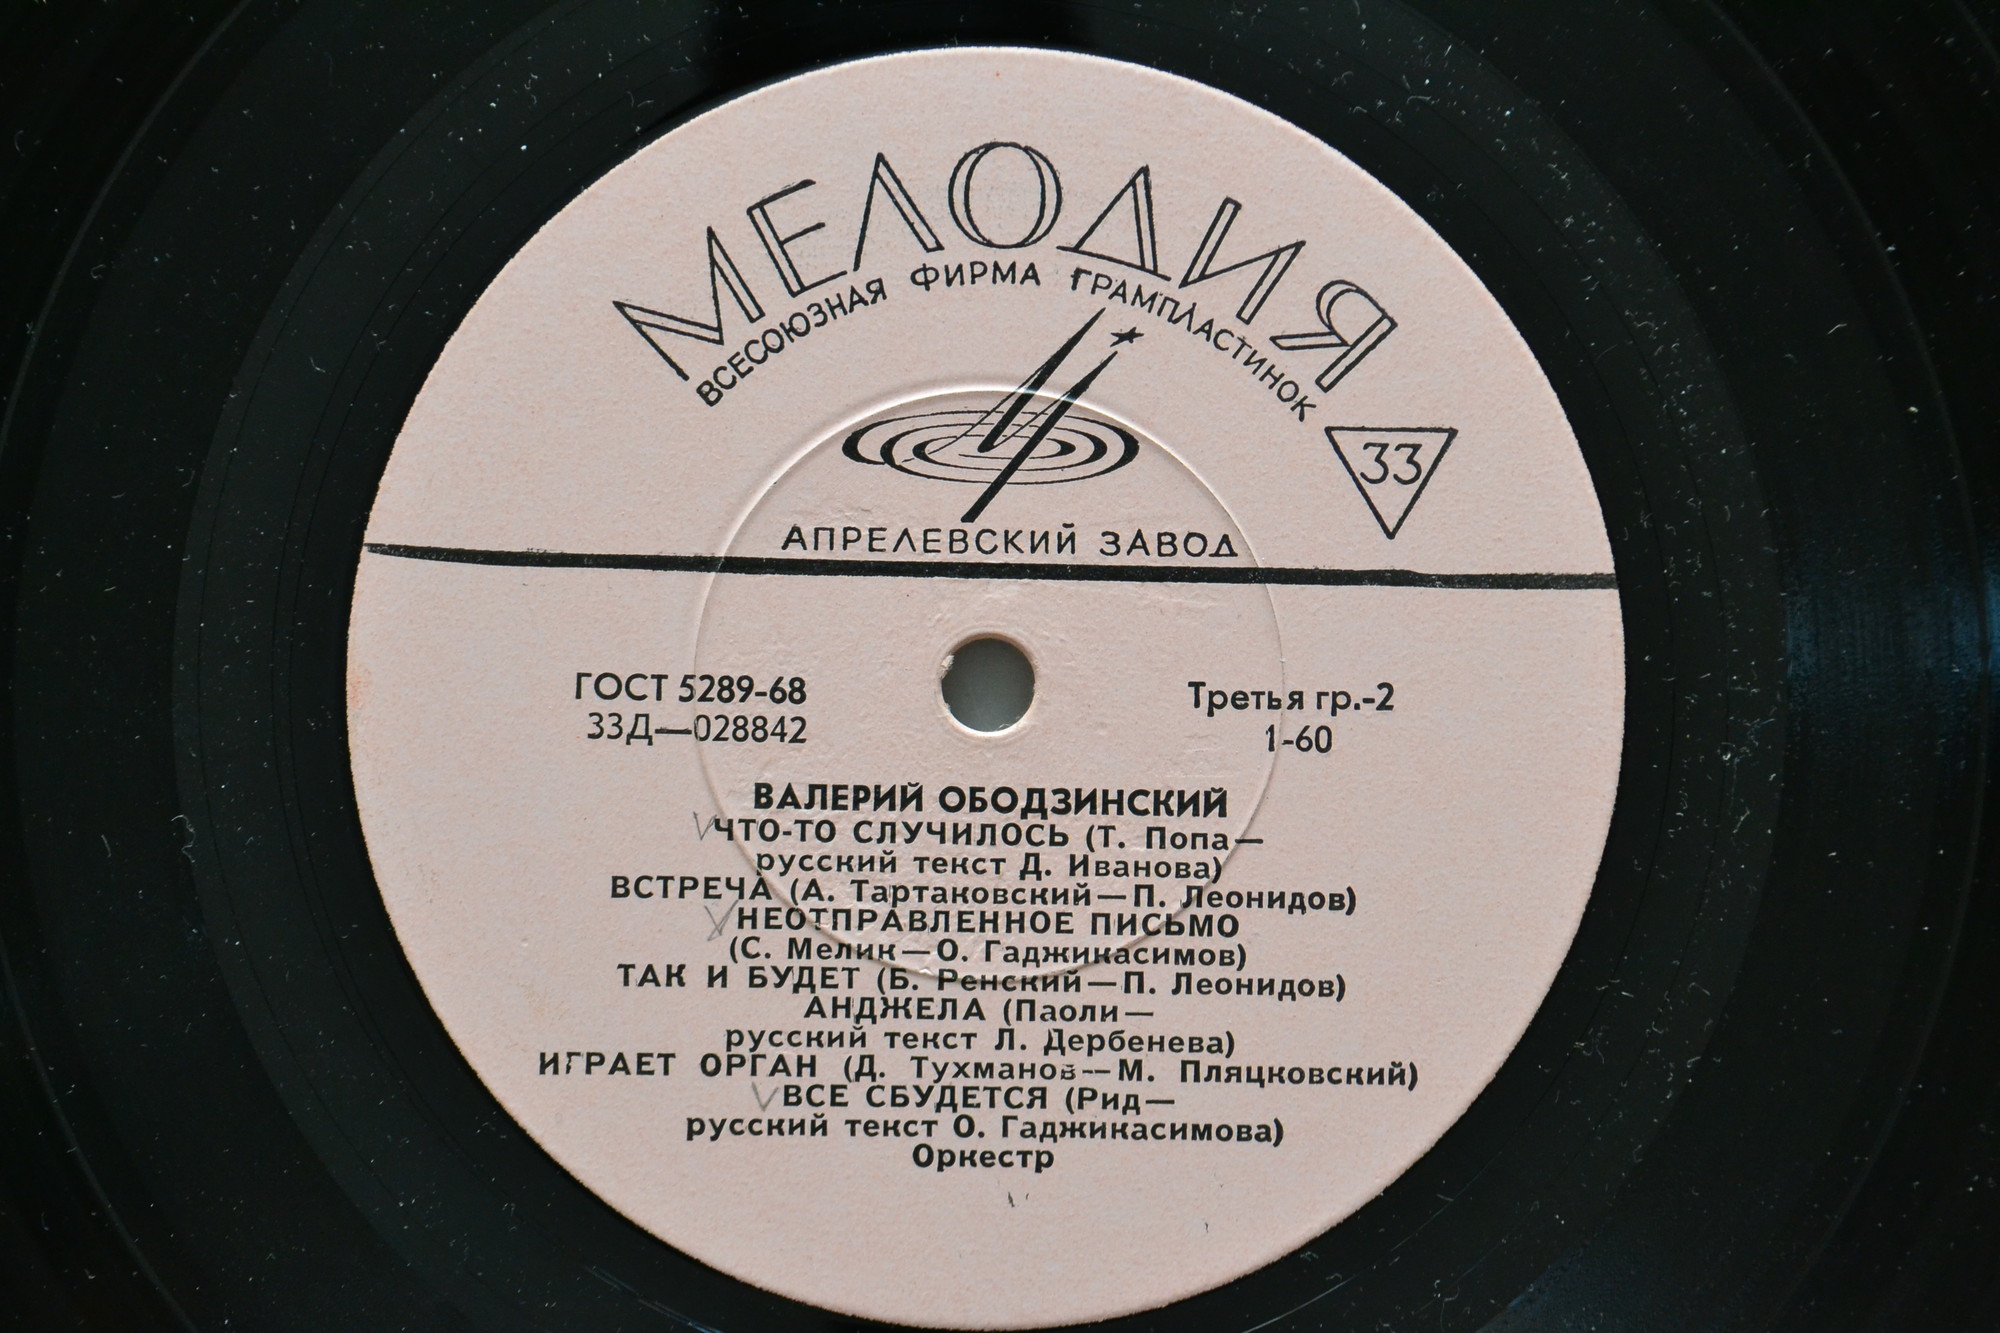 МЕЛОДИЯ
ВСЕСОЮЗНАЯ ФИРМА ГРАМПЛАСТИНОК
33
АПРЕЛЕВСКИЙ ЗАВОД
ГОСТ 5289-68
33Д—028842
Третья гр.-2
1-60
ВАЛЕРИЙ ОБОДЗИНСКИЙ
ЧТО-ТО СЛУЧИЛОСЬ (Т. Попа—
русский текст Д. Иванова)
ВСТРЕЧА (А. Тартаковский—П. Леонидов)
НЕОТПРАВЛЕННОЕ ПИСЬМО
(С. Мелик—О. Гаджикасимов)
ТАК И БУДЕТ (Б. Ренский—П. Леонидов)
АНДЖЕЛА (Паоли—
русский текст Л. Дербенева)
ИГРАЕТ ОРГАН (Д. Тухманов—М. Пляцковский)
ВСЕ СБУДЕТСЯ (Рид—
русский текст О. Гаджикасимова)
Оркестр